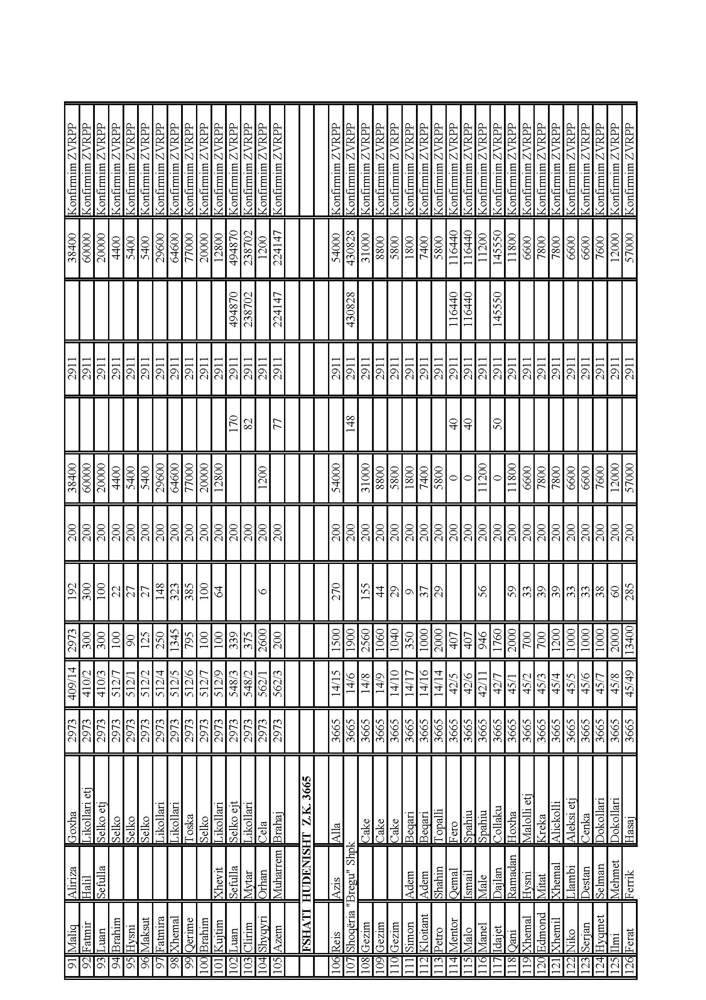 91 Maliq Aliriza Goxha 2973 409/14 2973 192 200 38400 2911 38400 Konfirmim ZVRPP
92 Fatmir Halil Likollari etj 2973 410/2 300 300 200 60000 2911 60000 Konfirmim ZVRPP
93 Luan Sefulla Selko etj 2973 410/3 300 100 200 20000 2911 20000 Konfirmim ZVRPP
94 Brahim Selko 2973 512/7 100 22 200 4400 2911 4400 Konfirmim ZVRPP
95 Hysni Selko 2973 512/1 90 27 200 5400 2911 5400 Konfirmim ZVRPP
96 Maksut Selko 2973 512/2 125 27 200 5400 2911 5400 Konfirmim ZVRPP
97 Fatmira Likollari 2973 512/4 250 148 200 29600 2911 29600 Konfirmim ZVRPP
98 Xhemal Likollari 2973 512/5 1345 323 200 64600 2911 64600 Konfirmim ZVRPP
99 Qerime Toska 2973 512/6 795 385 200 77000 2911 77000 Konfirmim ZVRPP
100 Brahim Selko 2973 512/7 100 100 200 20000 2911 20000 Konfirmim ZVRPP
101 Kujtim Xhevit Likollari 2973 512/9 100 64 200 12800 2911 12800 Konfirmim ZVRPP
102 Luan Sefulla Selko ejt 2973 548/3 339 200 170 2911 494870 494870 Konfirmim ZVRPP
103 Clirim Mytar Likollari 2973 548/2 375 200 82 2911 238702 238702 Konfirmim ZVRPP
104 Shyqyri Orhan Cela 2973 562/1 2600 6 200 1200 2911 1200 Konfirmim ZVRPP
105 Azem Muharrem Brahaj 2973 562/3 200 200 77 2911 224147 224147 Konfirmim ZVRPP
FSHATI HUDENISHT Z.K. 3665
106 Reis Azis Alla 3665 14/15 1500 270 200 54000 2911 54000 Konfirmim ZVRPP
107 Shoqëria "Bregu" Shpk 3665 14/6 1900 200 148 2911 430828 430828 Konfirmim ZVRPP
108 Gezim Cake 3665 14/8 2560 155 200 31000 2911 31000 Konfirmim ZVRPP
109 Gezim Cake 3665 14/9 1060 44 200 8800 2911 8800 Konfirmim ZVRPP
110 Gezim Cake 3665 14/10 1040 29 200 5800 2911 5800 Konfirmim ZVRPP
111 Simon Adem Beqari 3665 14/17 350 9 200 1800 2911 1800 Konfirmim ZVRPP
112 Kloitant Adem Beqari 3665 14/16 1000 37 200 7400 2911 7400 Konfirmim ZVRPP
113 Petro Shahin Topalli 3665 14/14 2000 29 200 5800 2911 5800 Konfirmim ZVRPP
114 Mentor Qemal Fero 3665 42/5 407 200 0 40 2911 116440 116440 Konfirmim ZVRPP
115 Malo Ismail Spahiu 3665 42/6 407 200 0 40 2911 116440 116440 Konfirmim ZVRPP
116 Manel Male Spahiu 3665 42/11 946 56 200 11200 2911 11200 Konfirmim ZVRPP
117 Idajet Dajlan Collaku 3665 42/7 1760 200 0 50 2911 145550 145550 Konfirmim ZVRPP
118 Qani Ramadan Hoxha 3665 45/1 2000 59 200 11800 2911 11800 Konfirmim ZVRPP
119 Xhemal Hysni Malolli etj 3665 45/2 700 33 200 6600 2911 6600 Konfirmim ZVRPP
120 Edmond Mitat Kreka 3665 45/3 700 39 200 7800 2911 7800 Konfirmim ZVRPP
121 Xhemil Xhemal Alickolli 3665 45/4 1200 39 200 7800 2911 7800 Konfirmim ZVRPP
122 Niko Llambi Aleksi etj 3665 45/5 1000 33 200 6600 2911 6600 Konfirmim ZVRPP
123 Serjan Destan Cenka 3665 45/6 1000 33 200 6600 2911 6600 Konfirmim ZVRPP
124 Hyqmet Selman Dokollari 3665 45/7 1000 38 200 7600 2911 7600 Konfirmim ZVRPP
125 Ilmi Mehmet Dokollari 3665 45/8 2000 60 200 12000 2911 12000 Konfirmim ZVRPP
126 Ferat Ferrik Hasaj 3665 45/49 13400 285 200 57000 2911 57000 Konfirmim ZVRPP